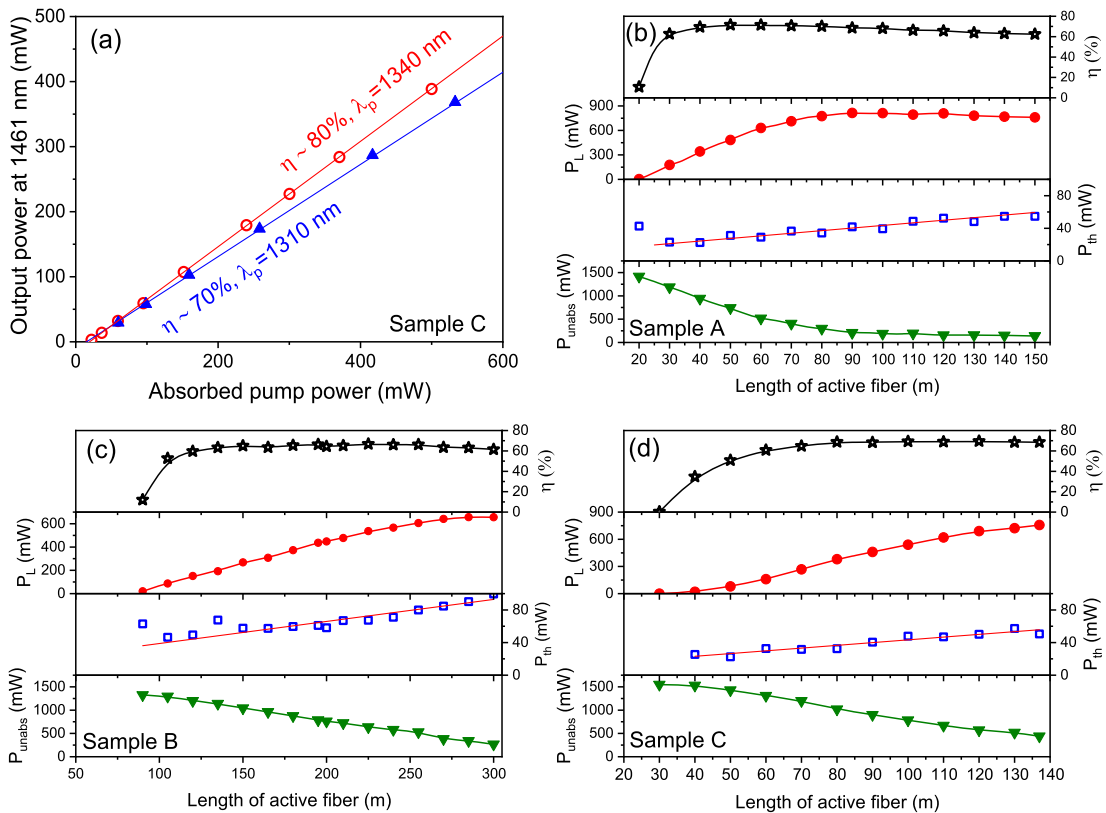 (a)
Output power at 1461 nm (mW)
500
400
300
200
100
0
η ~ 80%, λp=1340 nm
η ~ 70%, λp=1310 nm
Sample C
0 200 400 600
Absorbed pump power (mW)
(b)
80
60
40
20
0
η (%)
900
600
300
0
PL (mW)
80
40
0
Pth (mW)
1500
1000
500
0
Punabs (mW)
Sample A
20 30 40 50 60 70 80 90 100 110 120 130 140 150
Length of active fiber (m)
(c)
80
60
40
20
0
η (%)
600
400
200
0
PL (mW)
80
40
0
Pth (mW)
1500
1000
500
0
Punabs (mW)
Sample B
50 100 150 200 250 300
Length of active fiber (m)
(d)
80
60
40
20
0
η (%)
900
600
300
0
PL (mW)
80
40
0
Pth (mW)
1500
1000
500
0
Punabs (mW)
Sample C
20 30 40 50 60 70 80 90 100 110 120 130 140
Length of active fiber (m)